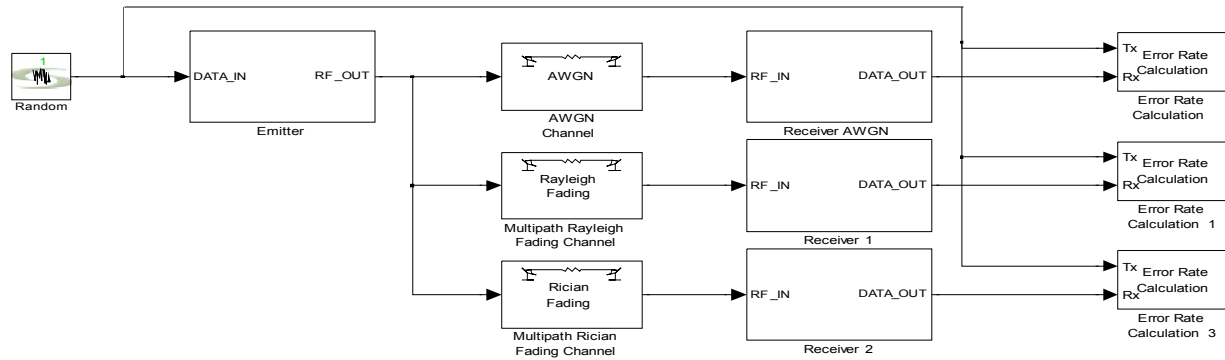 1
Random
DATA_IN
RF_OUT
Emitter
AWGN
AWGN
Channel
RF_IN
DATA_OUT
Receiver AWGN
Tx
Rx
Error Rate
Calculation
Error Rate
Calculation
Rayleigh
Fading
Multipath Rayleigh
Fading Channel
RF_IN
DATA_OUT
Receiver 1
Tx
Rx
Error Rate
Calculation
Error Rate
Calculation 1
Rician
Fading
Multipath Rician
Fading Channel
RF_IN
DATA_OUT
Receiver 2
Tx
Rx
Error Rate
Calculation
Error Rate
Calculation 3